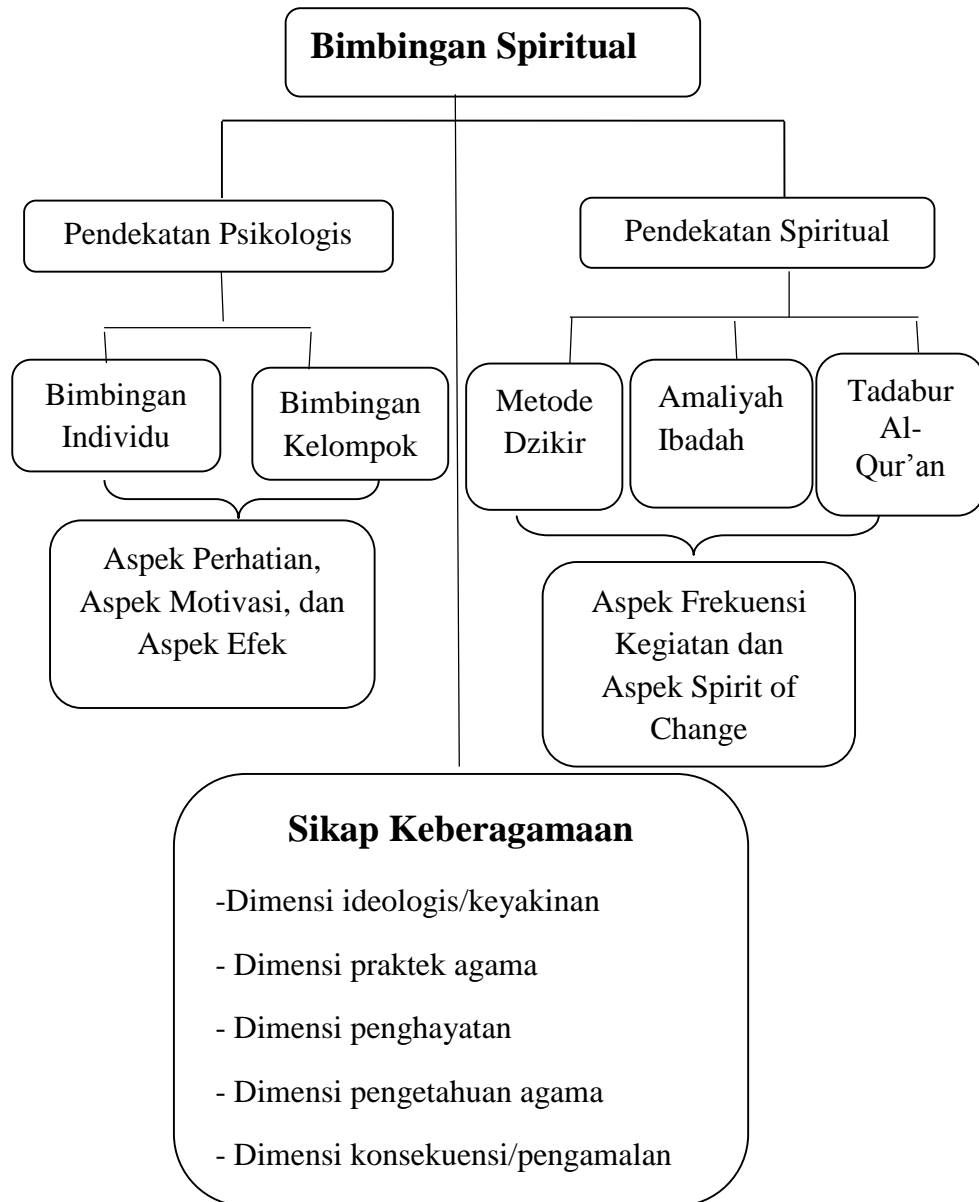 Bimbingan Spiritual
Pendekatan Psikologis
Pendekatan Spiritual
Bimbingan
Individu
Bimbingan
Kelompok
Metode
Dzikir
Amaliyah
Ibadah
Tadabur
Al-
Qur’an
Aspek Perhatian,
Aspek Motivasi, dan
Aspek Efek
Aspek Frekuensi
Kegiatan dan
Aspek Spirit of
Change
Sikap Keberagamaan
-Dimensi ideologis/keyakinan
- Dimensi praktek agama
- Dimensi penghayatan
- Dimensi pengetahuan agama
- Dimensi konsekuensi/pengamalan